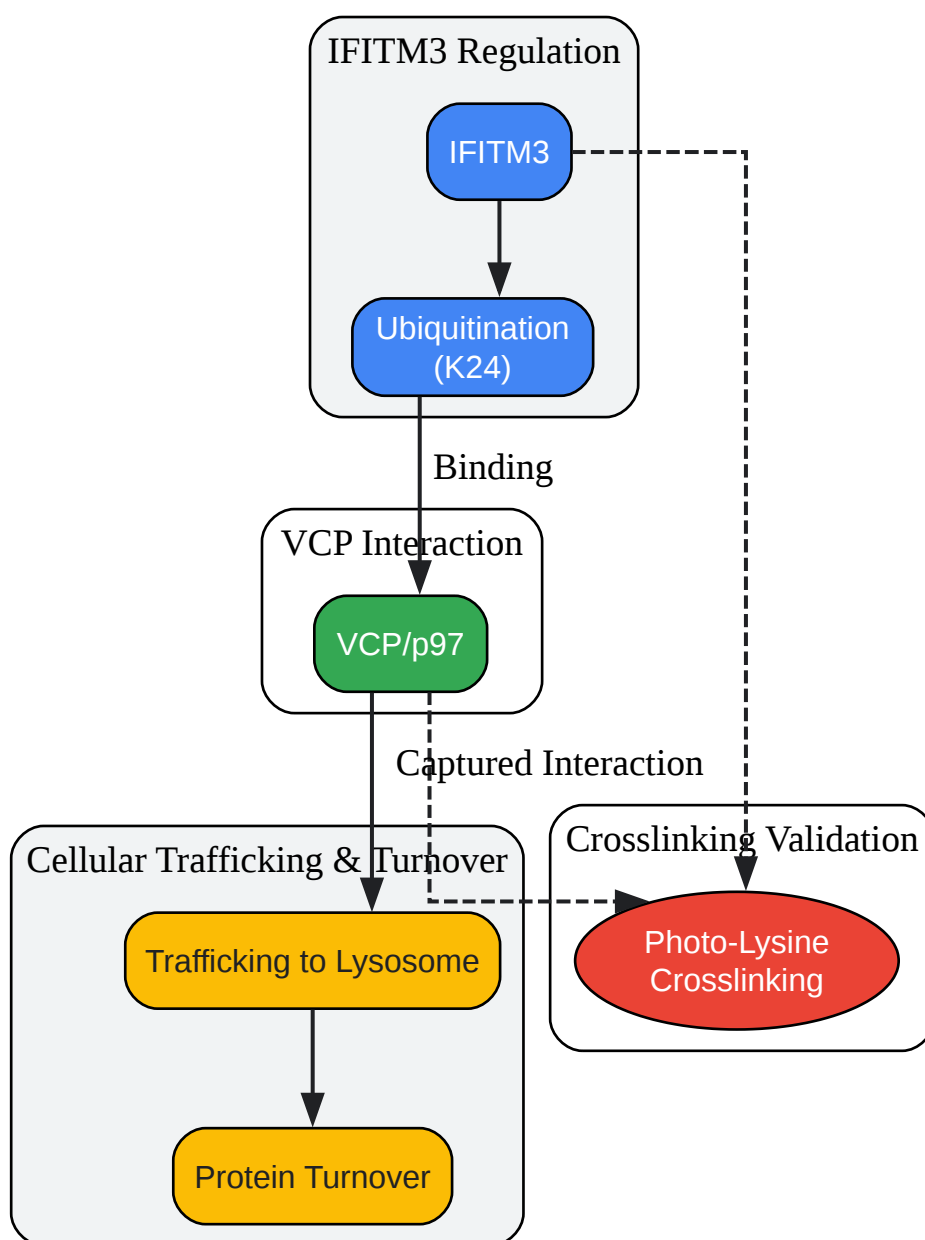 IFITM3 Regulation
IFITM3
Ubiquitination
(K24)
Binding
VCP Interaction
VCP/p97
Captured Interaction
Cellular Trafficking & Turnover
Crosslinking Validation
Trafficking to Lysosome
Photo-Lysine
Crosslinking
Protein Turnover